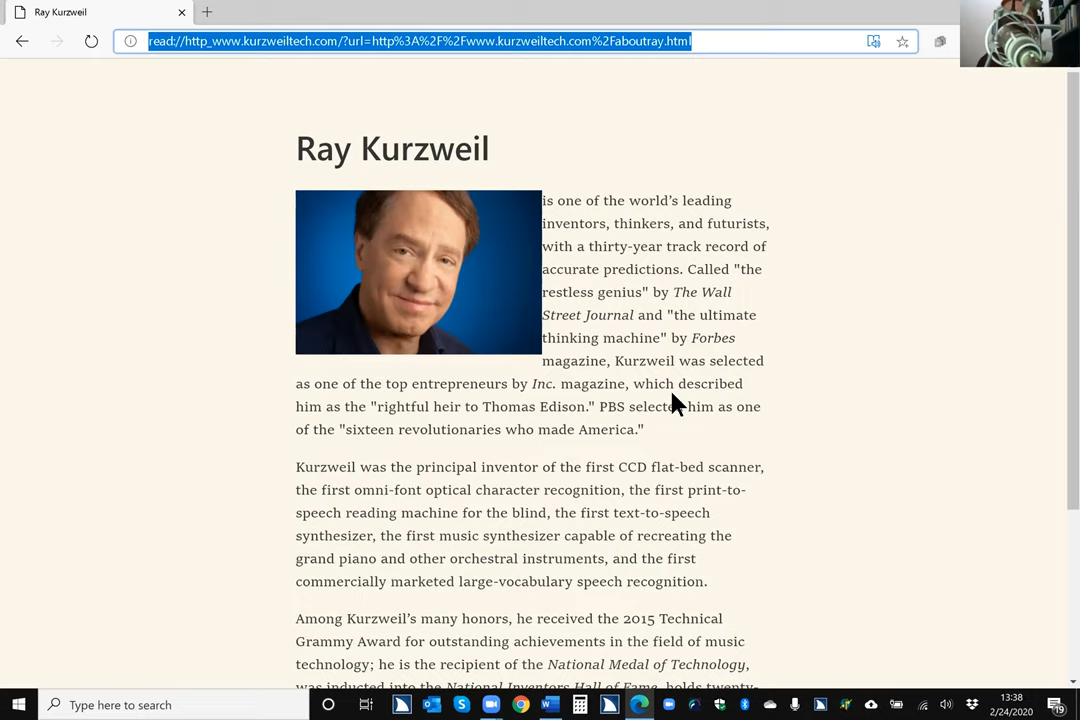 Ray Kurzweil
read://http_www.kurzweiltech.com/?url=http%3A%2F%2Fwww.kurzweiltech.com%2Faboutray.html
Ray Kurzweil
is one of the world's leading
inventors, thinkers, and futurists,
with a thirty-year track record of
accurate predictions. Called "the
restless genius" by The Wall
Street Journal and "the ultimate
thinking machine" by Forbes
magazine, Kurzweil was selected
as one of the top entrepreneurs by Inc. magazine, which described
him as the "rightful heir to Thomas Edison." PBS selected him as one
of the "sixteen revolutionaries who made America."
Kurzweil was the principal inventor of the first CCD flat-bed scanner,
the first omni-font optical character recognition, the first print-to-
speech reading machine for the blind, the first text-to-speech
synthesizer, the first music synthesizer capable of recreating the
grand piano and other orchestral instruments, and the first
commercially marketed large-vocabulary speech recognition.
Among Kurzweil's many honors, he received the 2015 Technical
Grammy Award for outstanding achievements in the field of music
technology; he is the recipient of the National Medal of Technology,
was inducted into the National Inventors Hall of Fame, holds twenty-
Type here to search
13:38
2/24/2020
19